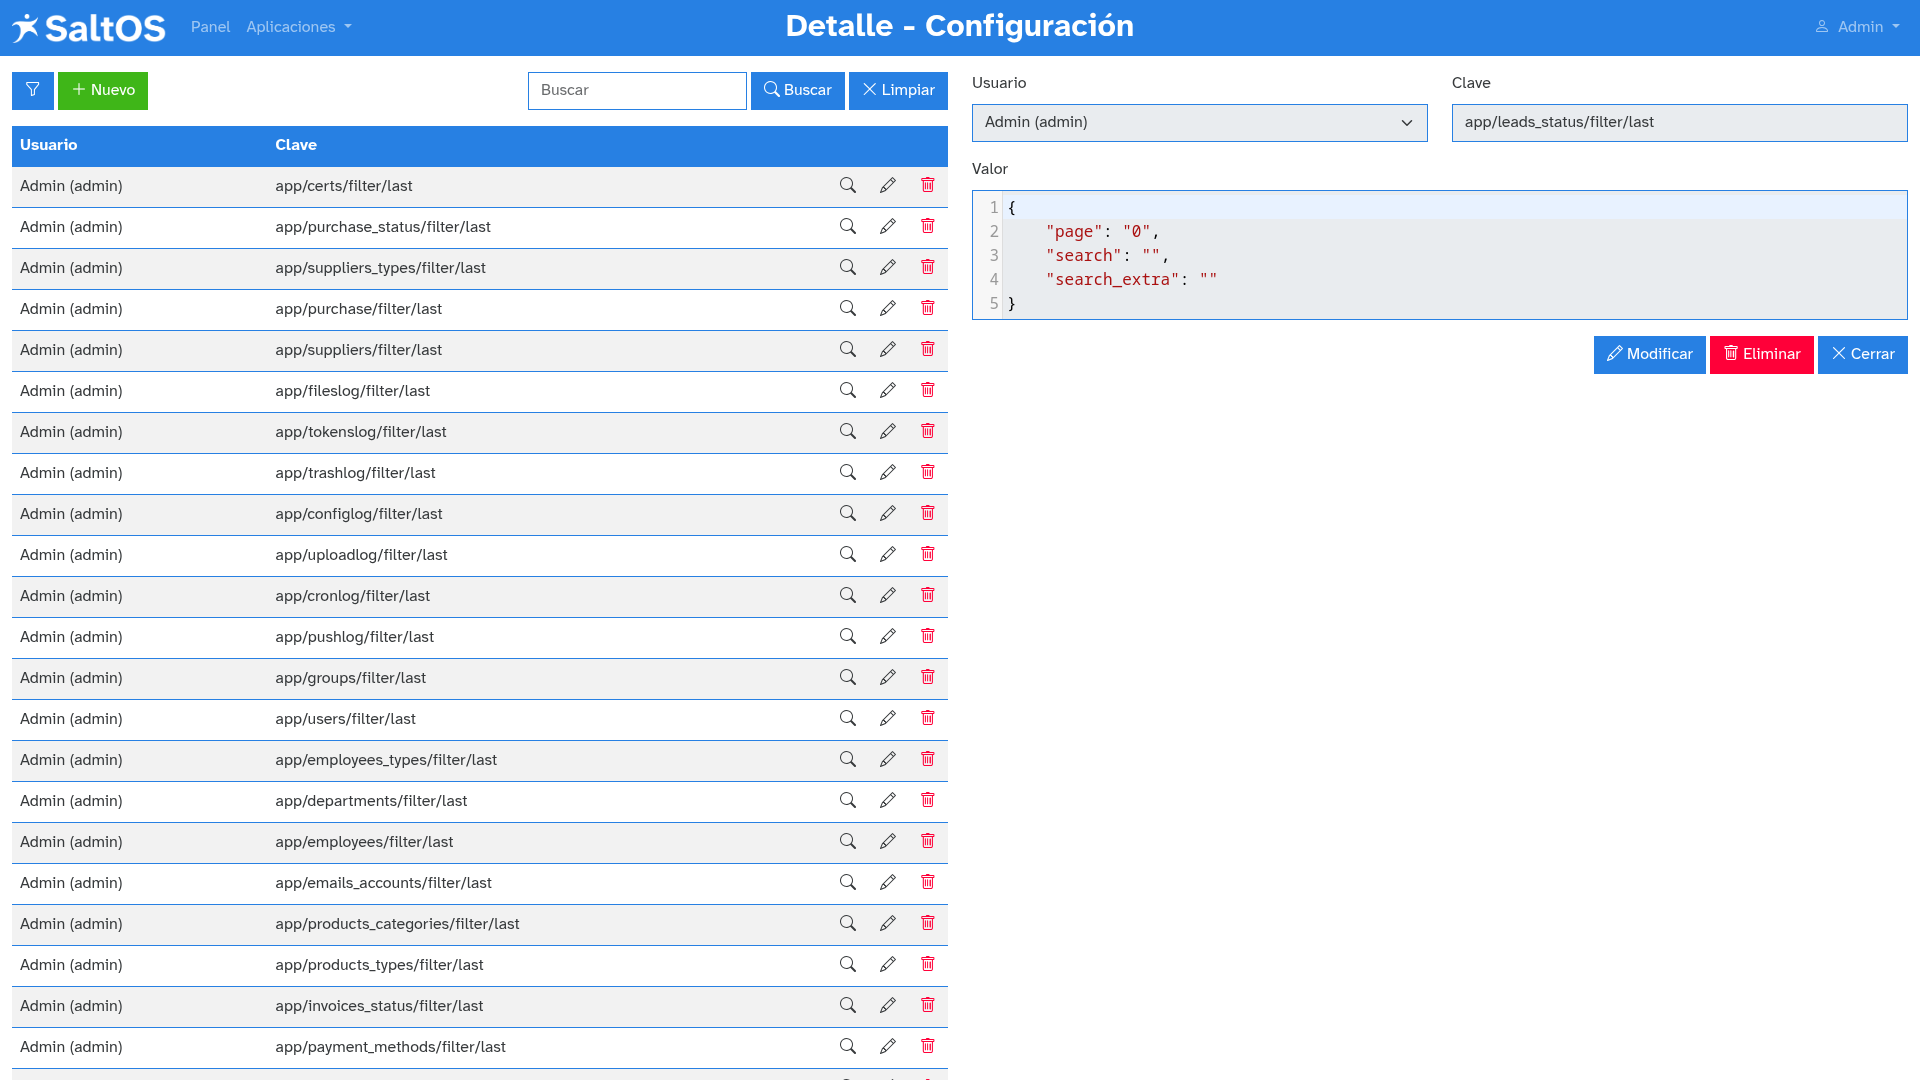 SaltOS
Panel
Aplicaciones
Detalle - Configuración
Admin
Nuevo
Buscar
Buscar
Limpiar
Usuario Clave
Admin (admin) app/certs/filter/last
Admin (admin) app/purchase_status/filter/last
Admin (admin) app/suppliers_types/filter/last
Admin (admin) app/purchase/filter/last
Admin (admin) app/suppliers/filter/last
Admin (admin) app/fileslog/filter/last
Admin (admin) app/tokenslog/filter/last
Admin (admin) app/trashlog/filter/last
Admin (admin) app/configlog/filter/last
Admin (admin) app/uploadlog/filter/last
Admin (admin) app/cronlog/filter/last
Admin (admin) app/pushlog/filter/last
Admin (admin) app/groups/filter/last
Admin (admin) app/users/filter/last
Admin (admin) app/employees_types/filter/last
Admin (admin) app/departments/filter/last
Admin (admin) app/employees/filter/last
Admin (admin) app/emails_accounts/filter/last
Admin (admin) app/products_categories/filter/last
Admin (admin) app/products_types/filter/last
Admin (admin) app/invoices_status/filter/last
Admin (admin) app/payment_methods/filter/last
Usuario
Admin (admin)
Clave
app/leads_status/filter/last
Valor
1 {
2     "page": "0",
3     "search": "",
4     "search_extra": ""
5 }
Modificar
Eliminar
Cerrar